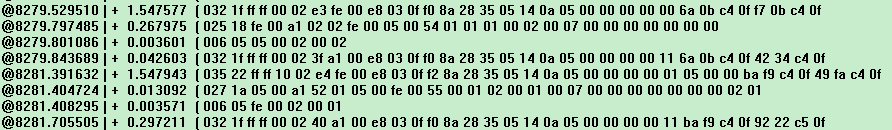 @8279.529510 | + 1.547577 [ 032 1f ff ff 00 02 e3 fe 00 e8 03 0f f0 8a 28 35 05 14 0a 05 00 00 00 00 00 6a 0b c4 0f f7 0b c4 0f
@8279.797485 | + 0.267975 [ 025 18 fe 00 a1 02 02 fe 00 05 00 54 01 01 01 00 02 00 07 00 00 00 00 00 00 00
@8279.801086 | + 0.003601 [ 006 05 05 00 02 00 02
@8279.843689 | + 0.042603 [ 032 1f ff ff 00 02 3f a1 00 e8 03 0f f0 8a 28 35 05 14 0a 05 00 00 00 00 11 6a 0b c4 0f 42 34 c4 0f
@8281.391632 | + 1.547943 [ 035 22 ff ff 10 02 e4 fe 00 e8 03 0f f2 8a 28 35 05 14 0a 05 00 00 00 00 01 05 00 00 ba f9 c4 0f 49 fa c4 0f
@8281.404724 | + 0.013092 [ 027 1a 05 00 a1 52 01 05 00 fe 00 55 00 01 02 00 01 00 07 00 00 00 00 00 00 00 02 01
@8281.408295 | + 0.003571 [ 006 05 fe 00 02 00 01
@8281.705505 | + 0.297211 [ 032 1f ff ff 00 02 40 a1 00 e8 03 0f f0 8a 28 35 05 14 0a 05 00 00 00 00 11 ba f9 c4 0f 92 22 c5 0f